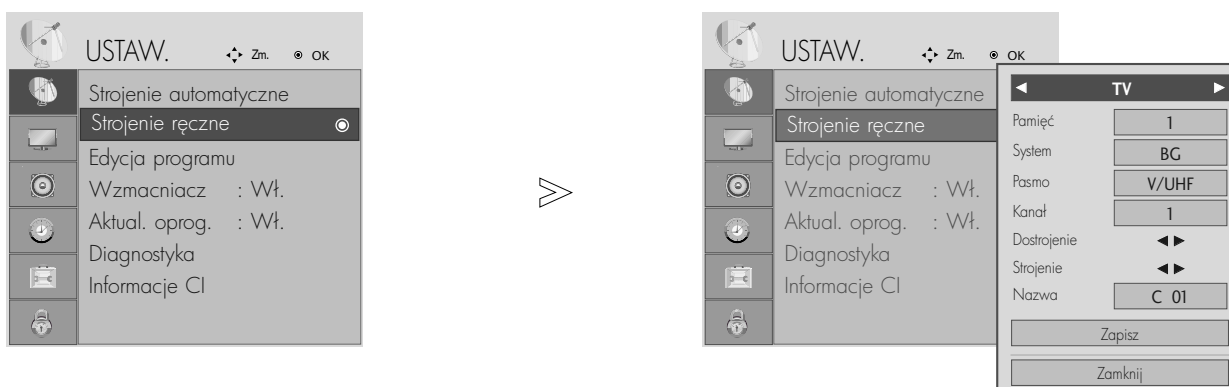 USTAW.
Zm. OK
Strojenie automatyczne
Strojenie ręczne
Edycja programu
Wzmacniacz : Wł.
Aktual. oprog. : Wł.
Diagnostyka
Informacje CI
USTAW.
Zm. OK
Strojenie automatyczne
Strojenie ręczne
Edycja programu
Wzmacniacz : Wł.
Aktual. oprog. : Wł.
Diagnostyka
Informacje CI
TV
Pamięć 1
System BG
Pasmo V/UHF
Kanał 1
Dostrojenie
Strojenie
Nazwa C 01
Zapisz
Zamknij